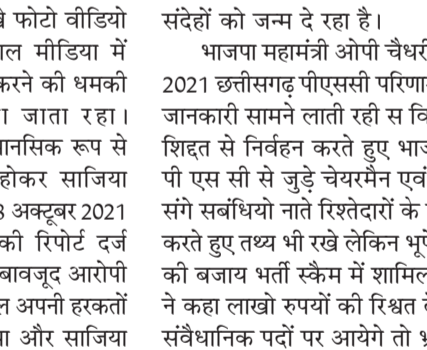 फोटो वीडियो
मीडिया में
करने की धमकी
जाता रहा।
मानसिक रूप से
होकर साजिया
अक्टूबर 2021
की रिपोर्ट दर्ज
बावजूद आरोपी
अपनी हरकतों
और साजिया
संदेहों को जन्म दे रहा है।
भाजपा महामंत्री ओपी चौधरी
2021 छत्तीसगढ़ पीएससी
जानकारी सामने लाती रही स
शिद्दत से निर्वहन करते हुए
पी एस सी से जुड़े चेयरमैन एवं
संगे सबंधियो नाते रिश्तेदारों के
करते हुए तथ्य भी रखे लेकिन
की बजाय भर्ती स्कैम में
ने कहा लाखो रुपयों की रिश्वत
संवैधानिक पदों पर आयेगे तो